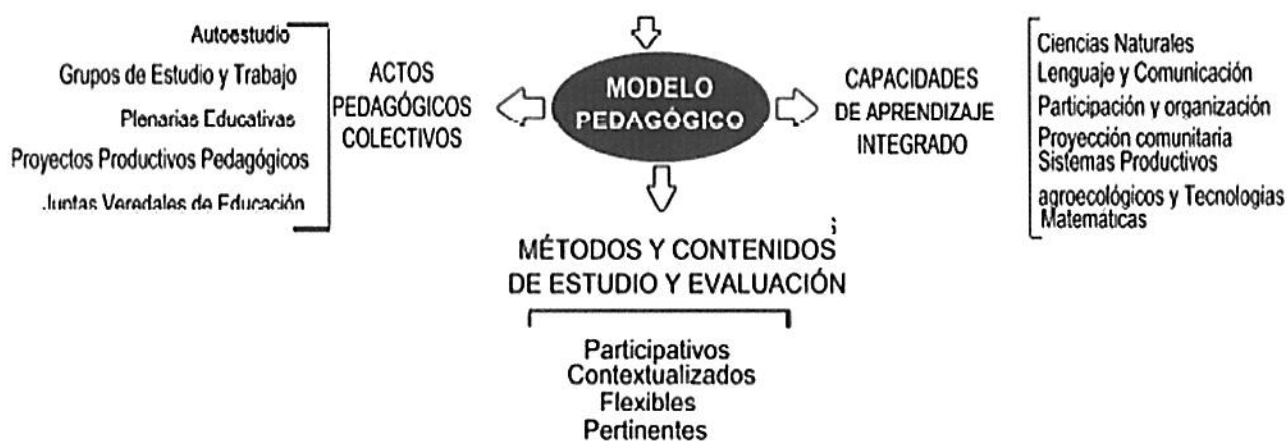 Autoestudio
Grupos de Estudio y Trabajo
Plenarias Educativas
Proyectos Productivos Pedagógicos
Juntas Veredales de Educación
ACTOS
PEDAGÓGICOS
COLECTIVOS
MODELO
PEDAGÓGICO
CAPACIDADES
DE APRENDIZAJE
INTEGRADO
Ciencias Naturales
Lenguaje y Comunicación
Participación y organización
Proyección comunitaria
Sistemas Productivos
agroecológicos y Tecnologías
Matemáticas
MÉTODOS Y CONTENIDOS
DE ESTUDIO Y EVALUACIÓN
Participativos
Contextualizados
Flexibles
Pertinentes